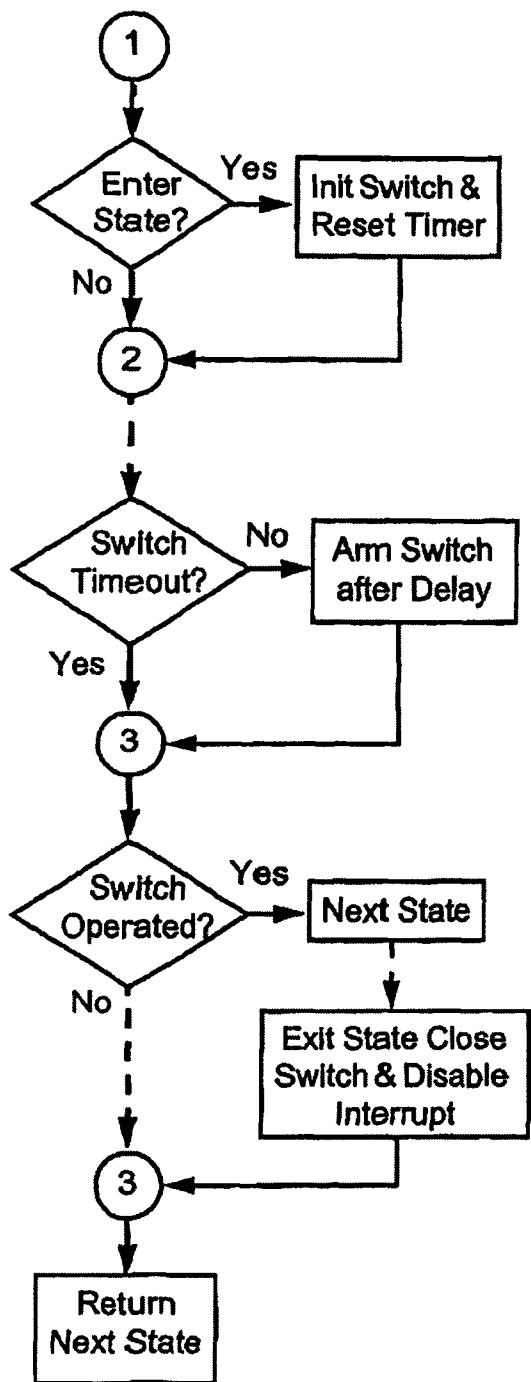 1
Enter
State?
Yes
Init Switch &
Reset Timer
No
2
Switch
Timeout?
No
Arm Switch
after Delay
Yes
3
Switch
Operated?
Yes
Next State
No
Exit State Close
Switch & Disable
Interrupt
3
Return
Next State